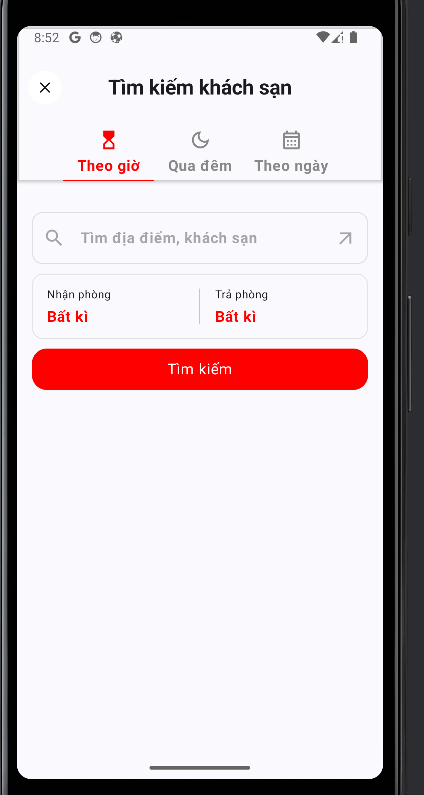 8:52
Tìm kiếm khách sạn
Theo giờ
Qua đêm
Theo ngày
Tìm địa điểm, khách sạn
Nhận phòng
Trả phòng
Bất kì
Bất kì
Tìm kiếm